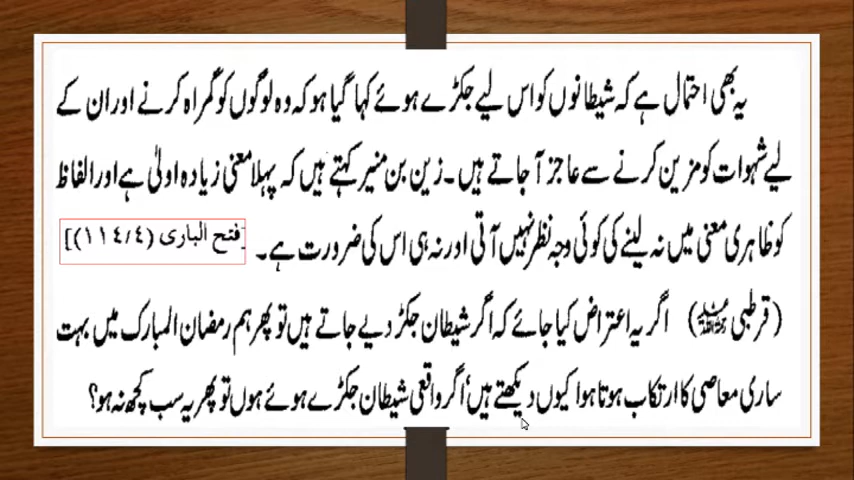 یہ بھی احتمال ہے کہ شیطانوں کو اس لیے جکڑے ہوئے کہا گیا ہو کہ وہ لوگوں کو گمراہ کرنے اور ان کے
لیے شہوات کو مزین کرنے سے عاجز آ جاتے ہیں۔ زین بن منیر کہتے ہیں کہ پہلا معنی زیادہ اولیٰ ہے اور الفاظ
کو ظاہری معنی میں نہ لینے کی کوئی وجہ نظر نہیں آتی اور نہ ہی اس کی ضرورت ہے۔ [فتح الباری (١١٤/٤)]
(قرطبی رحمہ اللہ) اگر یہ اعتراض کیا جائے کہ اگر شیطان جکڑ دیے جاتے ہیں تو پھر ہم رمضان المبارک میں بہت
ساری معاصی کا ارتکاب ہوتا ہوا کیوں دیکھتے ہیں' اگر واقعی شیطان جکڑے ہوئے ہوں تو پھر یہ سب کچھ نہ ہو؟